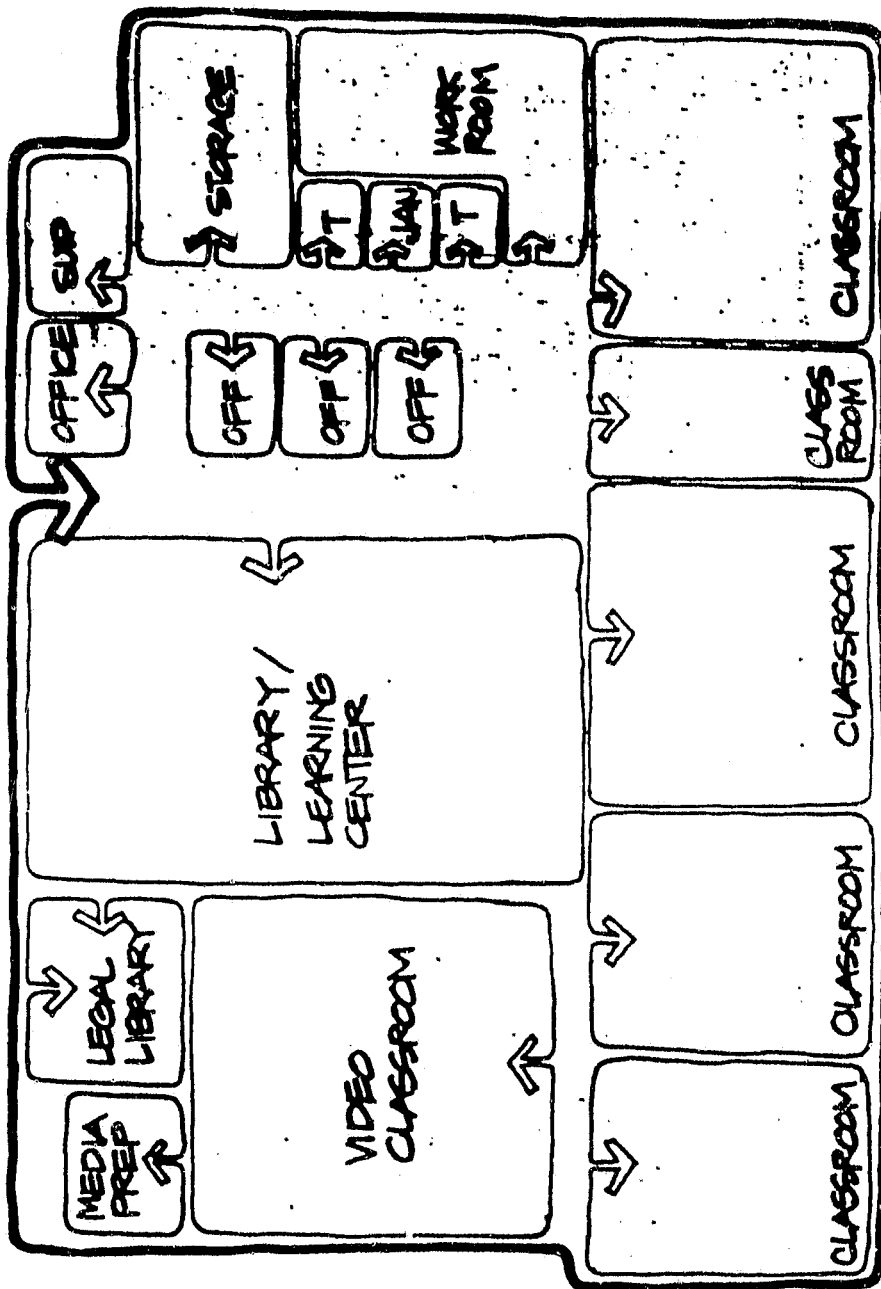 MEDIA
PREP
LEGAL
LIBRARY
OFFICE
SUP
VIDEO
CLASSROOM
LIBRARY/
LEARNING
CENTER
OFF
OFF
OFF
STORAGE
T
JAN
T
WORK
ROOM
CLASSROOM
CLASSROOM
CLASSROOM
CLASS
ROOM
CLASSROOM